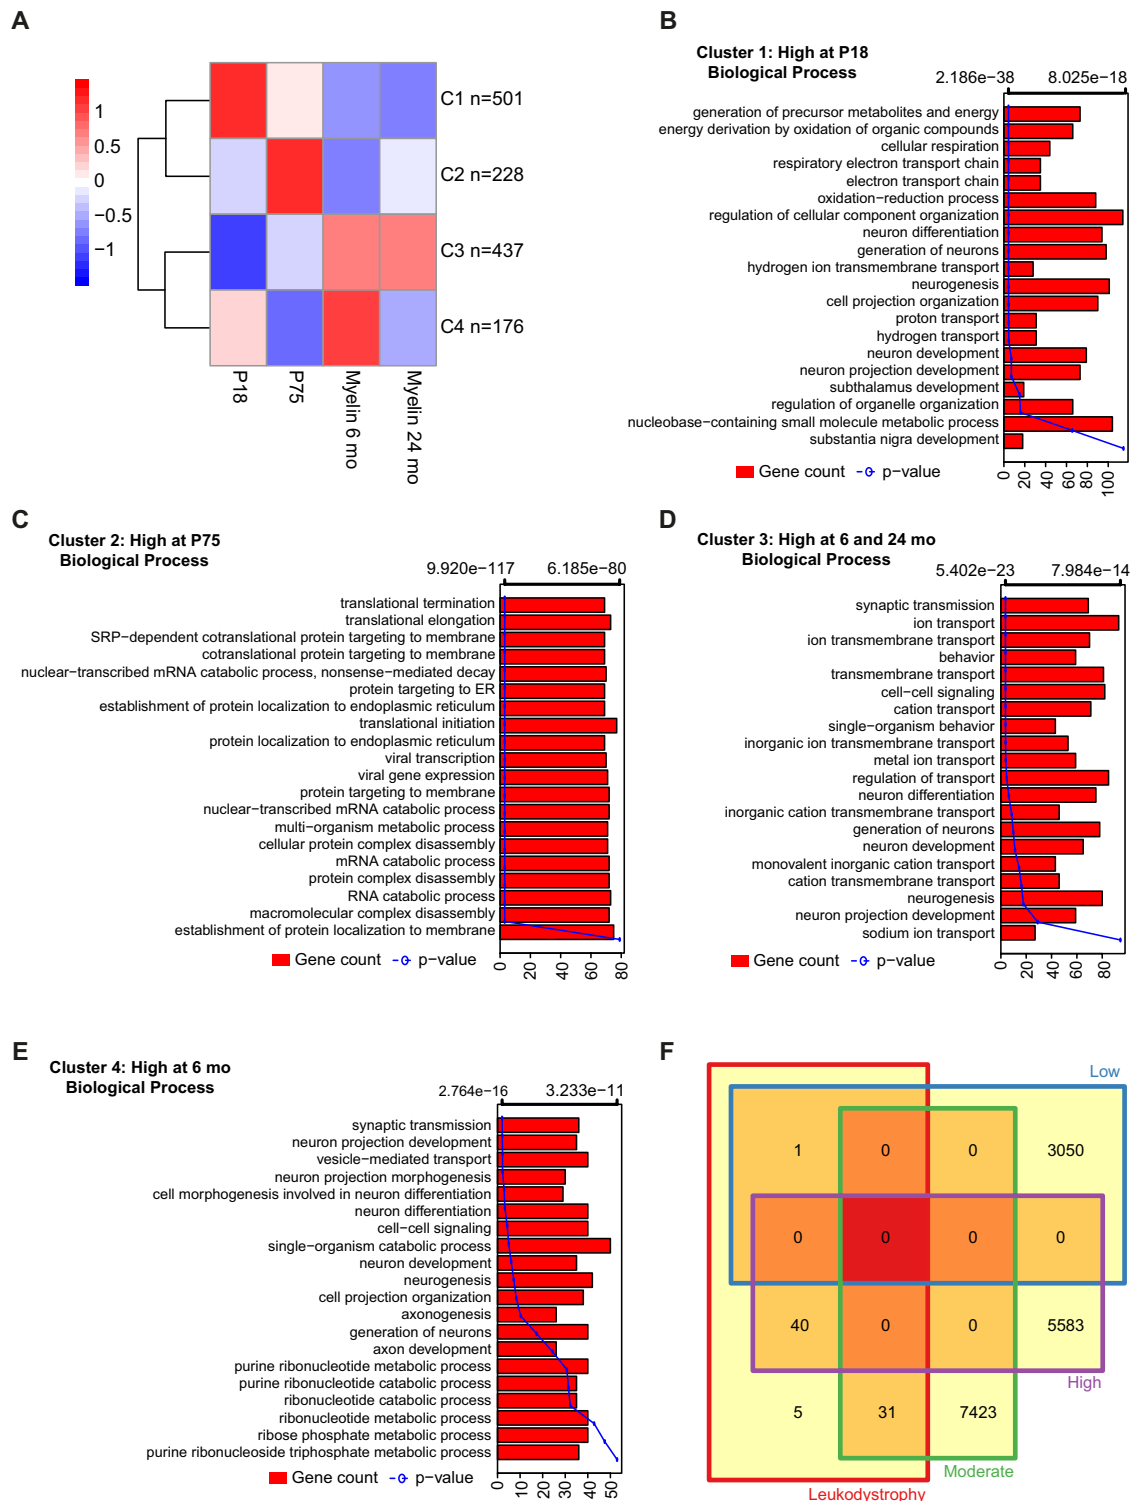 A
1
0.5
0
−0.5
−1
C1 n=501
C2 n=228
C3 n=437
C4 n=176
P18
P75
Myelin 6 mo
Myelin 24 mo
B
Cluster 1: High at P18
Biological Process
2.186e−38 8.025e−18
generation of precursor metabolites and energy
energy derivation by oxidation of organic compounds
cellular respiration
respiratory electron transport chain
electron transport chain
oxidation−reduction process
regulation of cellular component organization
neuron differentiation
generation of neurons
hydrogen ion transmembrane transport
neurogenesis
cell projection organization
proton transport
hydrogen transport
neuron development
neuron projection development
subthalamus development
regulation of organelle organization
nucleobase−containing small molecule metabolic process
substantia nigra development
Gene count p−value
0 20 40 60 80 100
C
Cluster 2: High at P75
Biological Process
9.920e−117 6.185e−80
translational termination
translational elongation
SRP−dependent cotranslational protein targeting to membrane
cotranslational protein targeting to membrane
nuclear−transcribed mRNA catabolic process, nonsense−mediated decay
protein targeting to ER
establishment of protein localization to endoplasmic reticulum
translational initiation
protein localization to endoplasmic reticulum
viral transcription
viral gene expression
protein targeting to membrane
nuclear−transcribed mRNA catabolic process
multi−organism metabolic process
cellular protein complex disassembly
mRNA catabolic process
protein complex disassembly
RNA catabolic process
macromolecular complex disassembly
establishment of protein localization to membrane
Gene count p−value
0 20 40 60 80
D
Cluster 3: High at 6 and 24 mo
Biological Process
5.402e−23 7.984e−14
synaptic transmission
ion transport
ion transmembrane transport
behavior
transmembrane transport
cell−cell signaling
cation transport
single−organism behavior
inorganic ion transmembrane transport
metal ion transport
regulation of transport
neuron differentiation
inorganic cation transmembrane transport
generation of neurons
neuron development
monovalent inorganic cation transport
cation transmembrane transport
neurogenesis
neuron projection development
sodium ion transport
Gene count p−value
0 20 40 60 80
E
Cluster 4: High at 6 mo
Biological Process
2.764e−16 3.233e−11
synaptic transmission
neuron projection development
vesicle−mediated transport
neuron projection morphogenesis
cell morphogenesis involved in neuron differentiation
neuron differentiation
cell−cell signaling
single−organism catabolic process
neuron development
neurogenesis
cell projection organization
axonogenesis
generation of neurons
axon development
purine ribonucleotide metabolic process
purine ribonucleotide catabolic process
ribonucleotide catabolic process
ribonucleotide metabolic process
ribose phosphate metabolic process
purine ribonucleoside triphosphate metabolic process
Gene count p−value
0 10 20 30 40 50
F
Low
1 0 0 3050
0 0 0 0
40 0 0 5583
High
5 31 7423
Moderate
Leukodystrophy